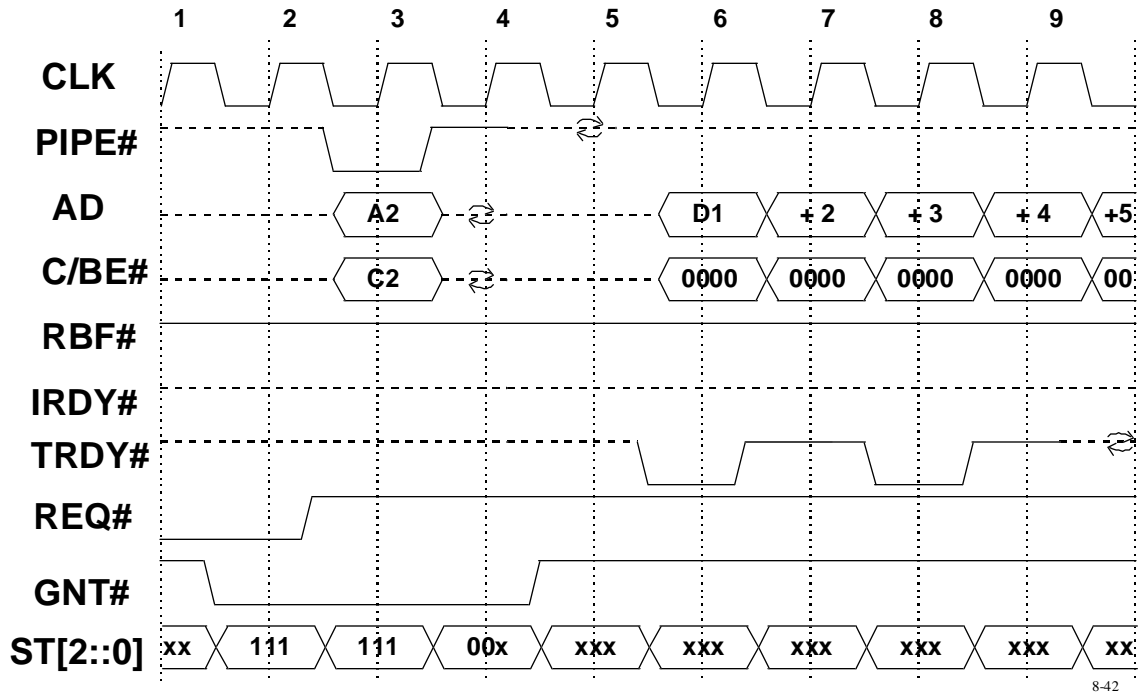 1 2 3 4 5 6 7 8 9
CLK
PIPE#
AD A2 D1 + 2 + 3 + 4 +5
C/BE# C2 0000 0000 0000 0000 00
RBF#
IRDY#
TRDY#
REQ#
GNT#
ST[2::0] xx 111 111 00x xxx xxx xxx xxx xxx xx
8-42